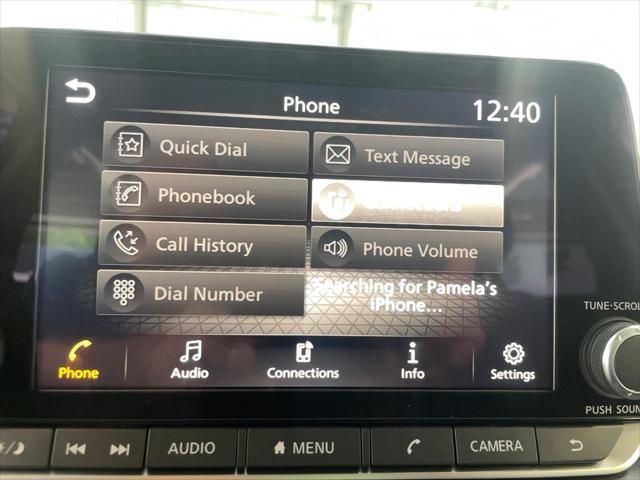 Phone
12:40
Quick Dial
Text Message
Phonebook
Connections
Call History
Phone Volume
Dial Number
Searching for Pamela's
iPhone...
Phone
Audio
Connections
Info
Settings
TUNE·SCROL
PUSH SOUN
AUDIO
MENU
CAMERA